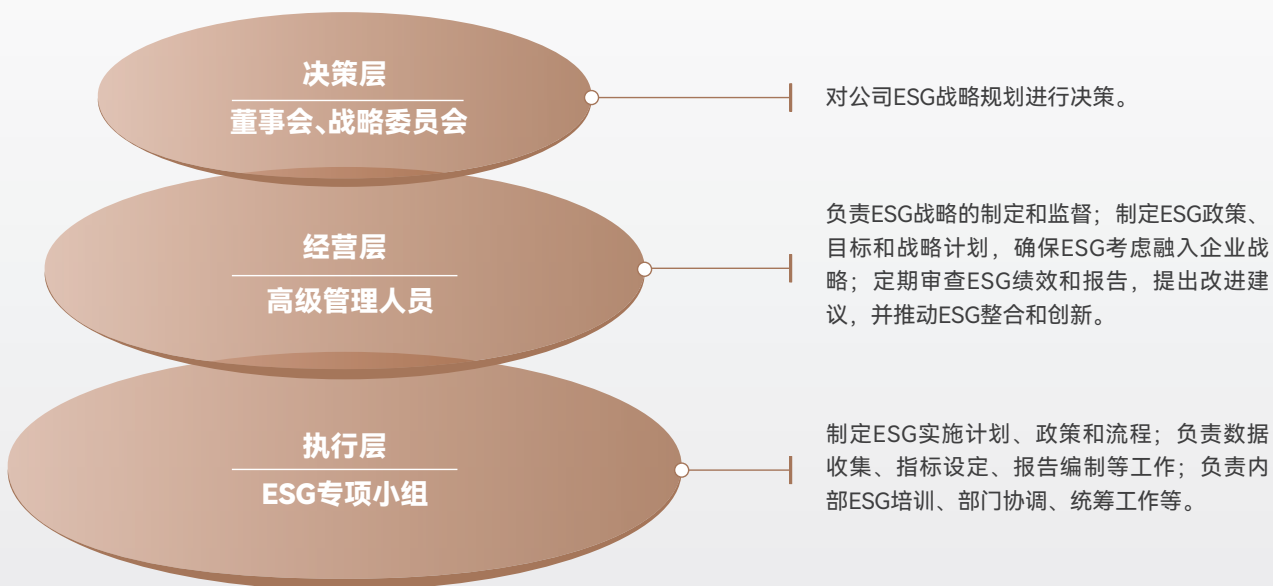 决策层
董事会、战略委员会
对公司ESG战略规划进行决策。
经营层
高级管理人员
负责ESG战略的制定和监督；制定ESG政策、
目标和战略计划，确保ESG考虑融入企业战
略；定期审查ESG绩效和报告，提出改进建
议，并推动ESG整合和创新。
执行层
ESG专项小组
制定ESG实施计划、政策和流程；负责数据
收集、指标设定、报告编制等工作；负责内
部ESG培训、部门协调、统筹工作等。